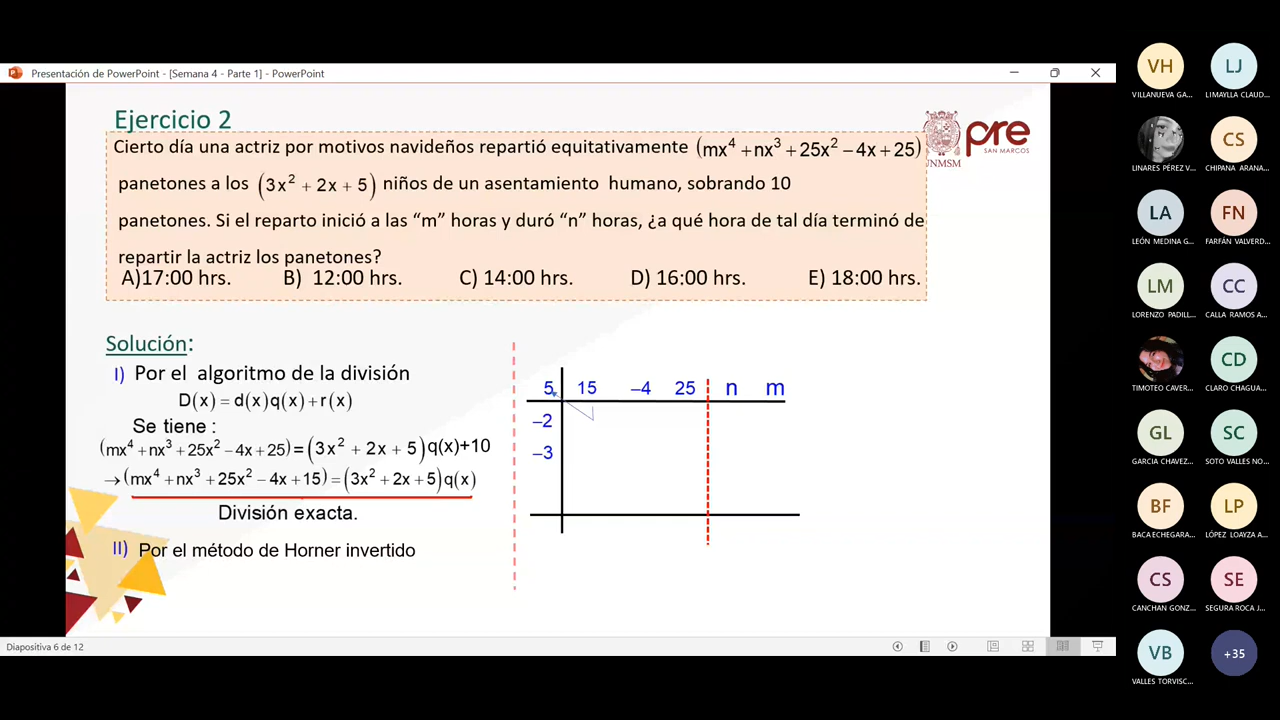 Presentación de PowerPoint - [Semana 4 - Parte 1] - PowerPoint
Ejercicio 2
Cierto día una actriz por motivos navideños repartió equitativamente (mx⁴ + nx³ + 25x² − 4x + 25)
panetones a los (3x² + 2x + 5) niños de un asentamiento humano, sobrando 10
panetones. Si el reparto inició a las “m” horas y duró “n” horas, ¿a qué hora de tal día terminó de
repartir la actriz los panetones?
A)17:00 hrs. B) 12:00 hrs. C) 14:00 hrs. D) 16:00 hrs. E) 18:00 hrs.
UNMSM
pre
SAN MARCOS
Solución:
I) Por el algoritmo de la división
D(x) = d(x)q(x) + r(x)
Se tiene :
(mx⁴ + nx³ + 25x² − 4x + 25) = (3x² + 2x + 5) q(x)+10
→ (mx⁴ + nx³ + 25x² − 4x + 15) = (3x² + 2x + 5) q(x)
División exacta.
II) Por el método de Horner invertido
5 15 −4 25 n m
−2
−3
Diapositiva 6 de 12
VH
VILLANUEVA GA...
LJ
LIMAYLLA CLAUD...
LINARES PÉREZ V...
CS
CHIPANA ARANA...
LA
LEÓN MEDINA G...
FN
FARFÁN VALVERD...
LM
LORENZO PADILL...
CC
CALLA RAMOS A...
TIMOTEO CAVER...
CD
CLARO CHAGUA...
GL
GARCIA CHAVEZ...
SC
SOTO VALLES NO...
BF
BACA ECHEGARA...
LP
LÓPEZ LOAYZA A...
CS
CANCHAN GONZ...
SE
SEGURA ROCA J...
VB
VALLES TORVISC...
+35